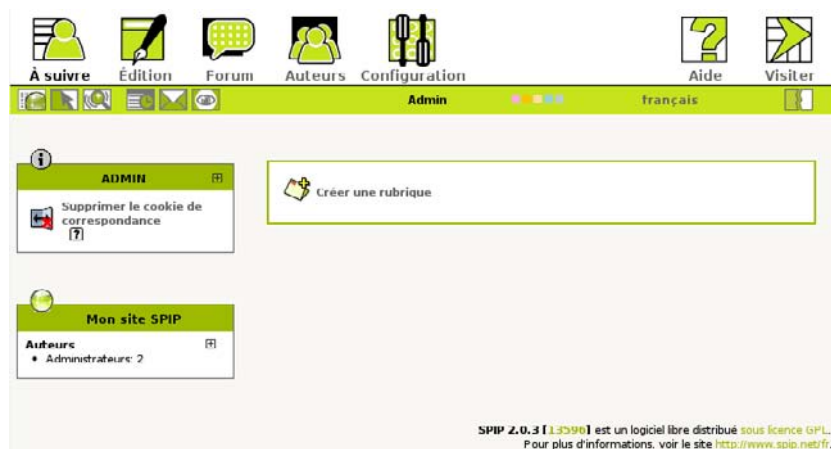 À suivre Édition Forum Auteurs Configuration Aide Visiter
Admin français
ADMIN
Supprimer le cookie de
correspondance
?
Créer une rubrique
Mon site SPIP
Auteurs
• Administrateurs: 2
SPIP 2.0.3 [13596] est un logiciel libre distribué sous licence GPL.
Pour plus d'informations, voir le site http://www.spip.net/fr.